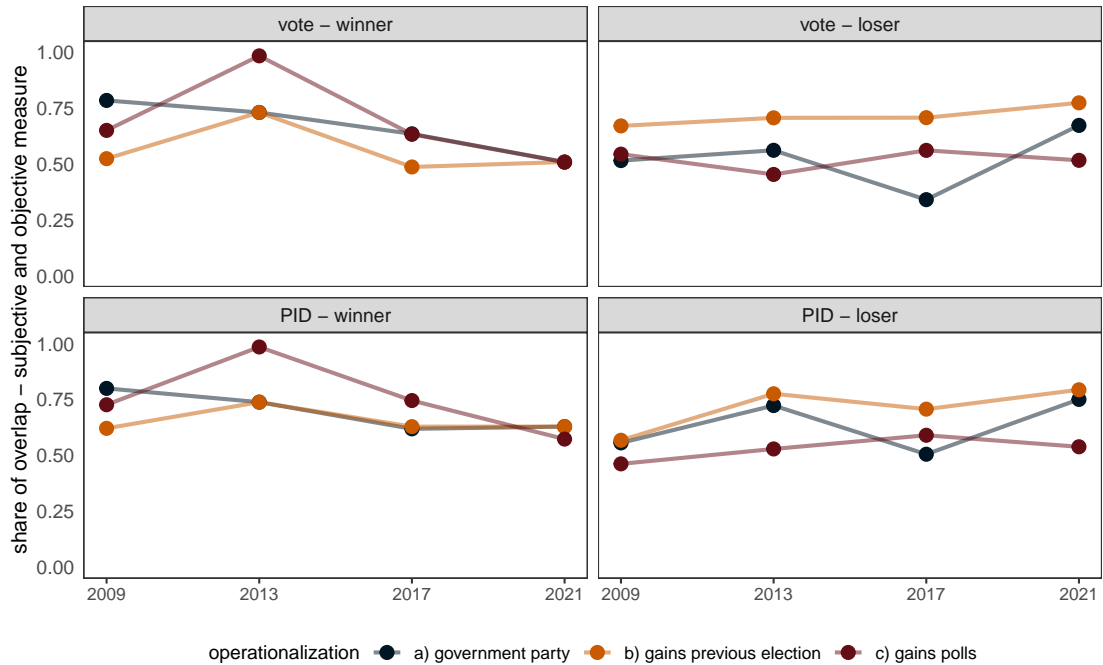 vote − winner
vote − loser
1.00
0.75
0.50
0.25
0.00
PID − winner
PID − loser
1.00
0.75
0.50
0.25
0.00
share of overlap − subjective and objective measure
2009 2013 2017 2021
2009 2013 2017 2021
operationalization a) government party b) gains previous election c) gains polls